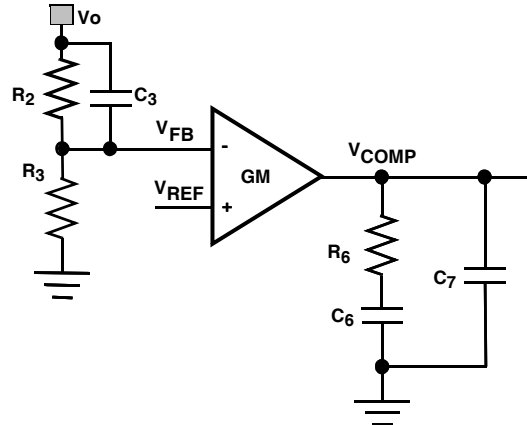 Vo
R2
C3
VFB
VCOMP
-
GM
R3
VREF
+
R6
C7
C6